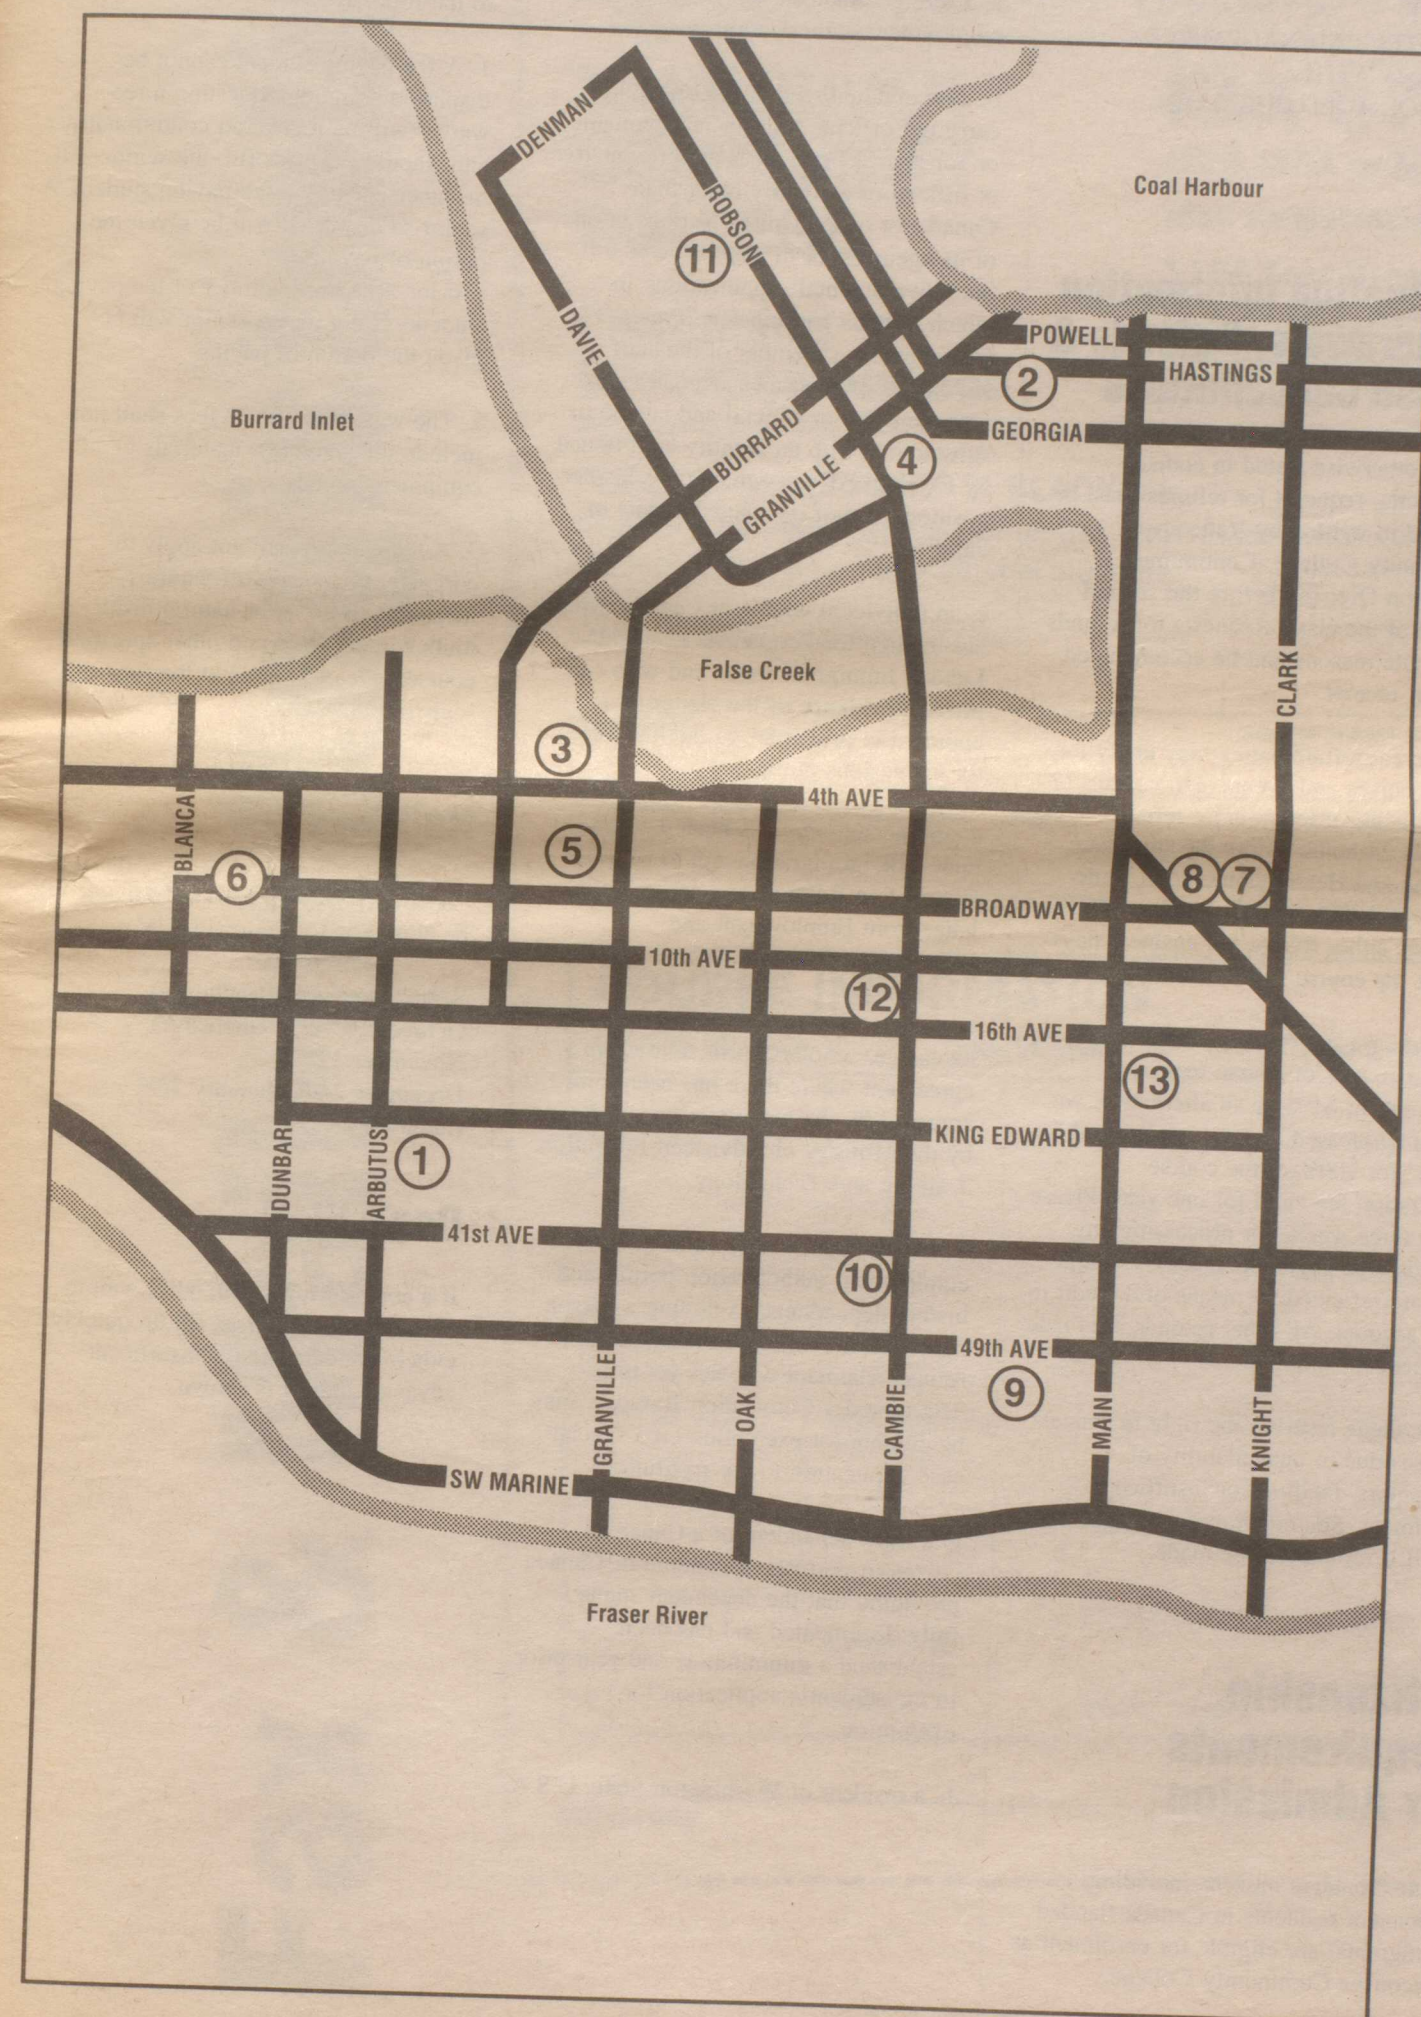 DENMAN
ROBSON
Coal Harbour
11
DAVIE
POWELL
HASTINGS
2
Burrard Inlet
BURRARD
GEORGIA
GRANVILLE
4
False Creek
CLARK
3
4th AVE
BLANCA
5
6
8
7
BROADWAY
10th AVE
12
16th AVE
13
KING EDWARD
DUNBAR
ARBUTUS
1
41st AVE
10
49th AVE
9
GRANVILLE
OAK
CAMBIE
MAIN
KNIGHT
SW MARINE
Fraser River